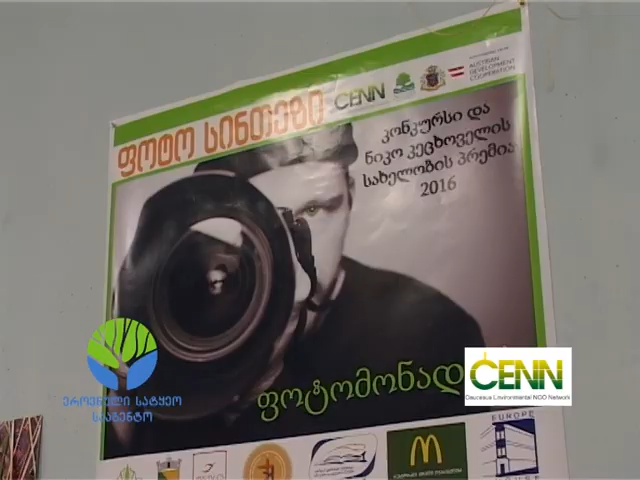 ფოტო სინთეზი
CENN
AUSTRIAN
DEVELOPMENT
COOPERATION
კონკურსი და
ნიკო კეცხოველის
სახელობის პრემია
2016
ფოტომონად
ეროვნული სატყეო
სააგენტო
CENN
Caucasus Environmental NGO Network
EUROPE
HOUSE